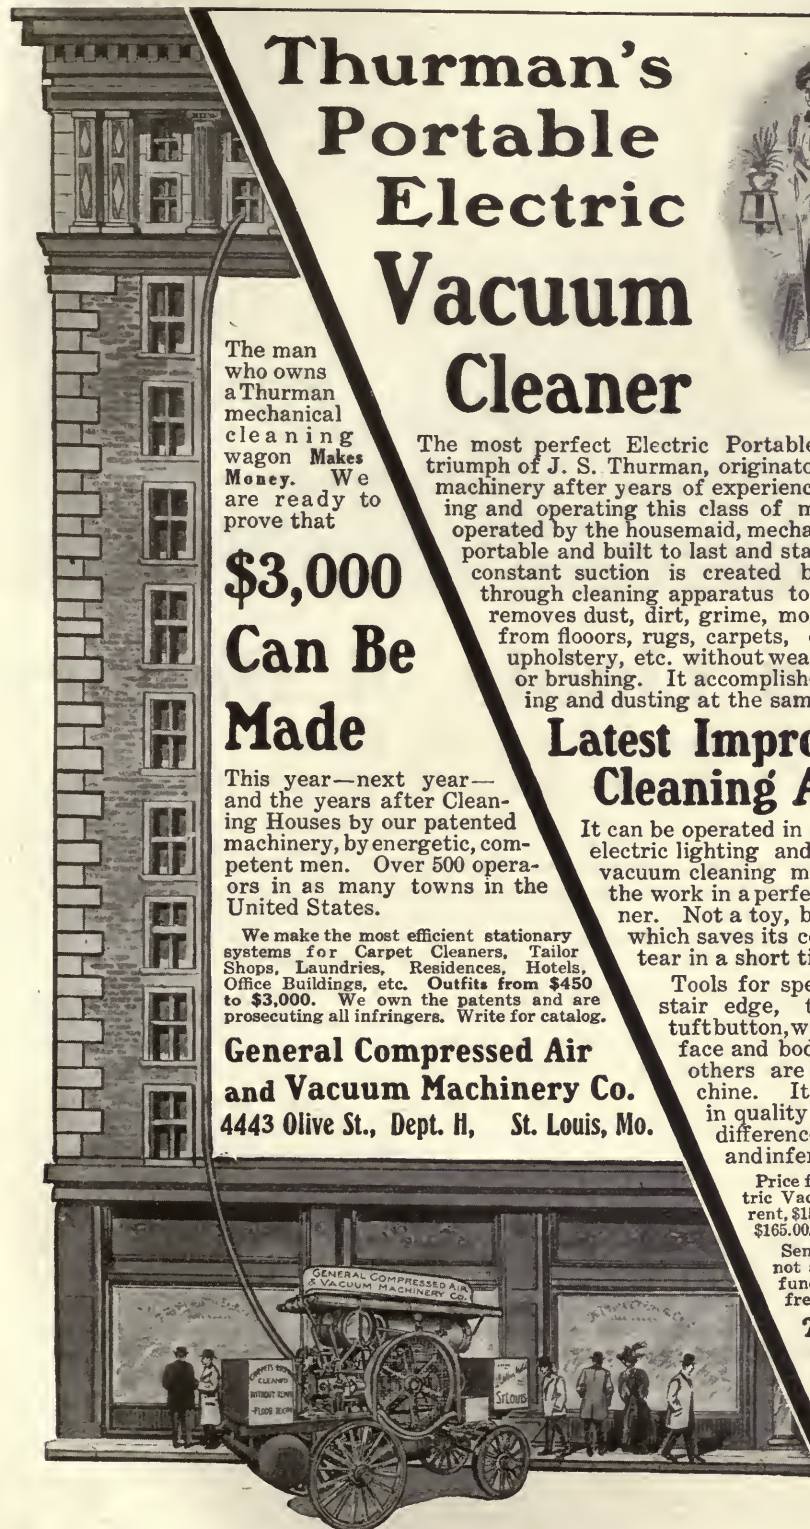 Thurman's
Portable
Electric
Vacuum
Cleaner
The man
who owns
a Thurman
mechanical
cleaning
wagon Makes
Money. We
are ready to
prove that
$3,000
Can Be
Made
This year—next year—
and the years after Clean-
ing Houses by our patented
machinery, by energetic, com-
petent men. Over 500 opera-
ors in as many towns in the
United States.
We make the most efficient stationary
systems for Carpet Cleaners, Tailor
Shops, Laundries, Residences, Hotels,
Office Buildings, etc. Outfits from $450
to $3,000. We own the patents and are
prosecuting all infringers. Write for catalog.
General Compressed Air
and Vacuum Machinery Co.
4443 Olive St., Dept. H, St. Louis, Mo.
The most perfect Electric Portable
triumph of J. S. Thurman, originato
machinery after years of experienc
ing and operating this class of m
operated by the housemaid, mecha
portable and built to last and sta
constant suction is created b
through cleaning apparatus to
removes dust, dirt, grime, mo
from flooors, rugs, carpets,
upholstery, etc. without wea
or brushing. It accomplish
ing and dusting at the sam
Latest Impro
Cleaning A
It can be operated in
electric lighting and
vacuum cleaning m
the work in a perfe
ner. Not a toy, b
which saves its c
tear in a short ti
Tools for spe
stair edge, t
tuft button, w
face and bod
others are
chine. It
in quality
differenc
and infer
Price f
tric Vac
rent, $18
$165.00.
Sen
not a
fun
fre
GENERAL COMPRESSED AIR
& VACUUM MACHINERY CO.
CLEANED
WITHOUT
FLOOR
St Louis